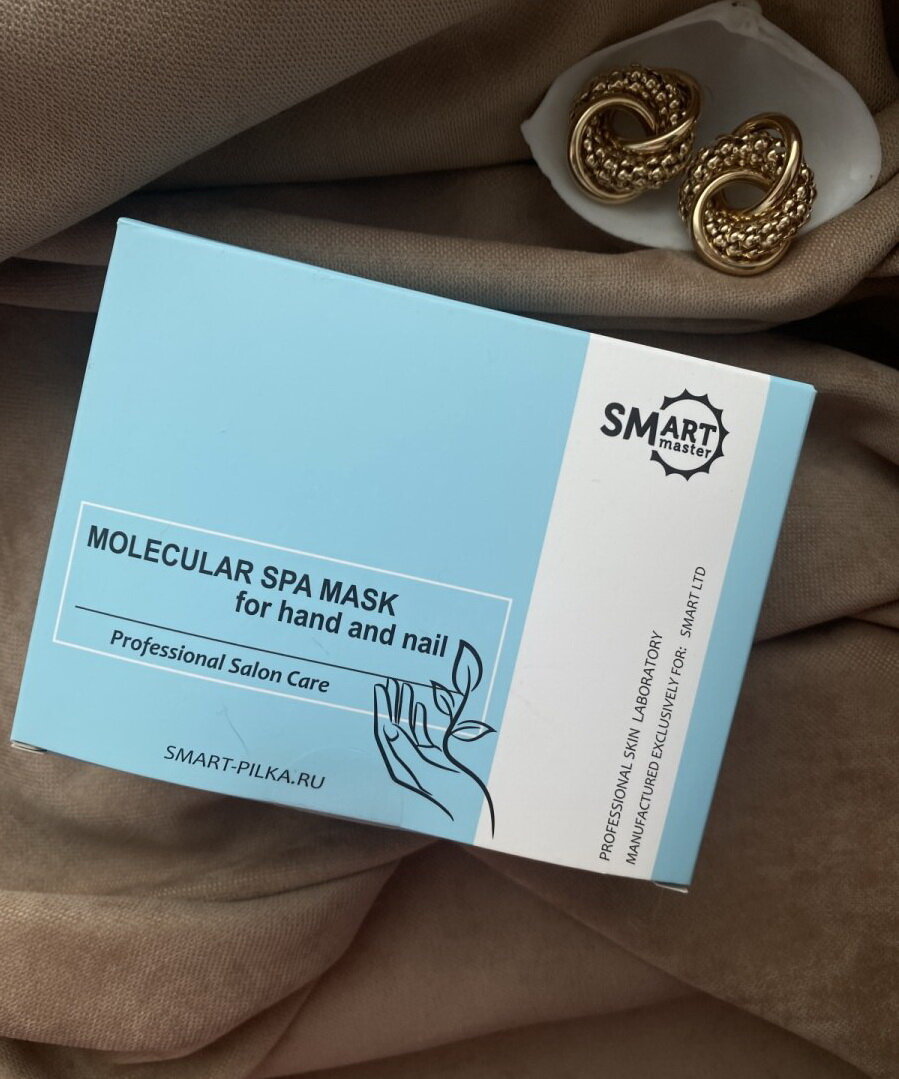 SMART
master
MOLECULAR SPA MASK
for hand and nail
Professional Salon Care
SMART-PILKA.RU
PROFESSIONAL SKIN LABORATORY
MANUFACTURED EXCLUSIVELY FOR: SMART LTD